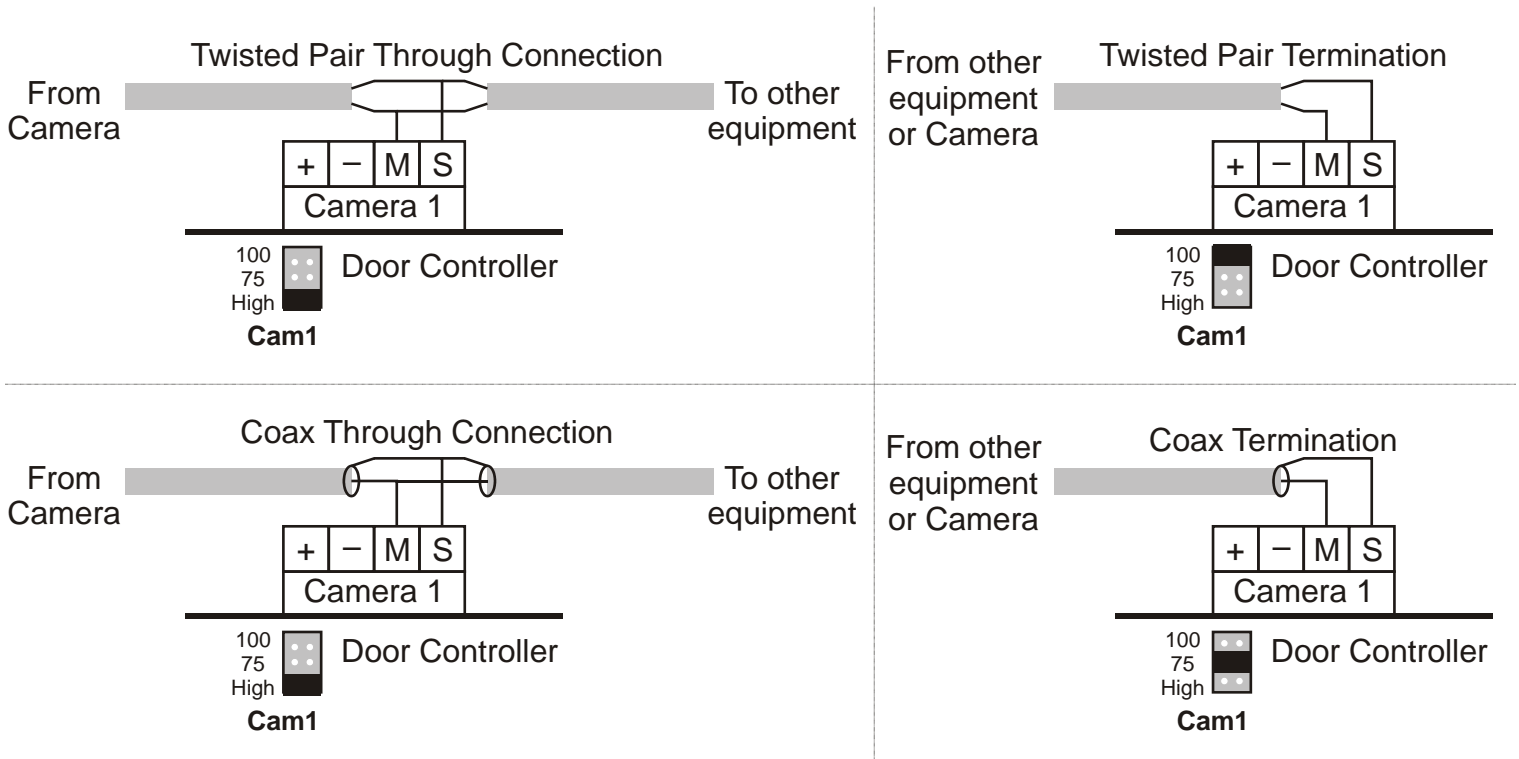 Twisted Pair Through Connection
From
Camera
To other
equipment
+ – M S
Camera 1
100
75
High
Door Controller
Cam1
Twisted Pair Termination
From other
equipment
or Camera
+ – M S
Camera 1
100
75
High
Door Controller
Cam1
Coax Through Connection
From
Camera
To other
equipment
+ – M S
Camera 1
100
75
High
Door Controller
Cam1
Coax Termination
From other
equipment
or Camera
+ – M S
Camera 1
100
75
High
Door Controller
Cam1